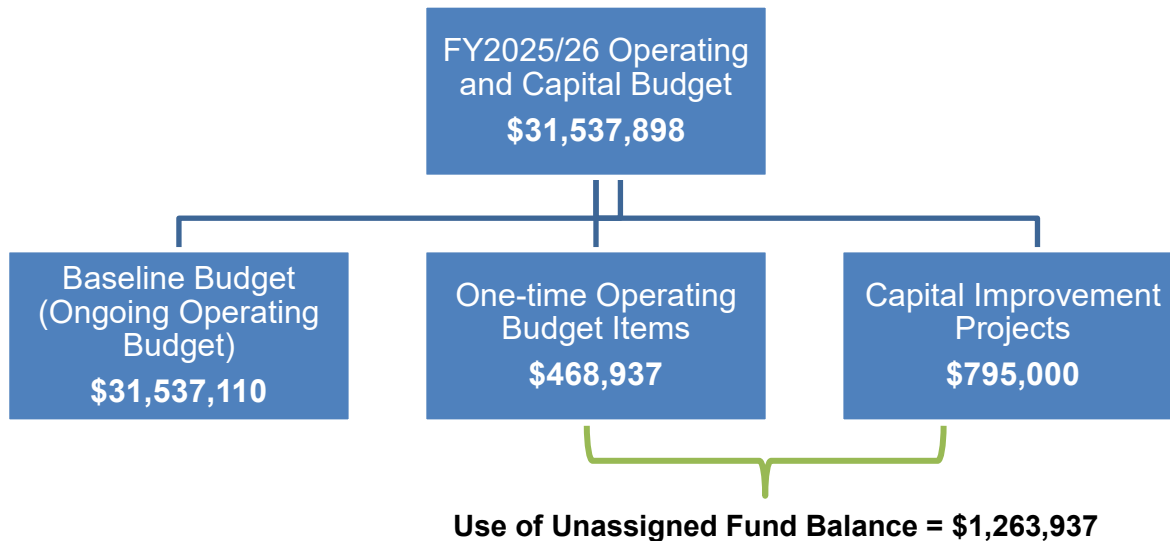 FY2025/26 Operating
and Capital Budget
$31,537,898
Baseline Budget
(Ongoing Operating
Budget)
$31,537,110
One-time Operating
Budget Items
$468,937
Capital Improvement
Projects
$795,000
Use of Unassigned Fund Balance = $1,263,937